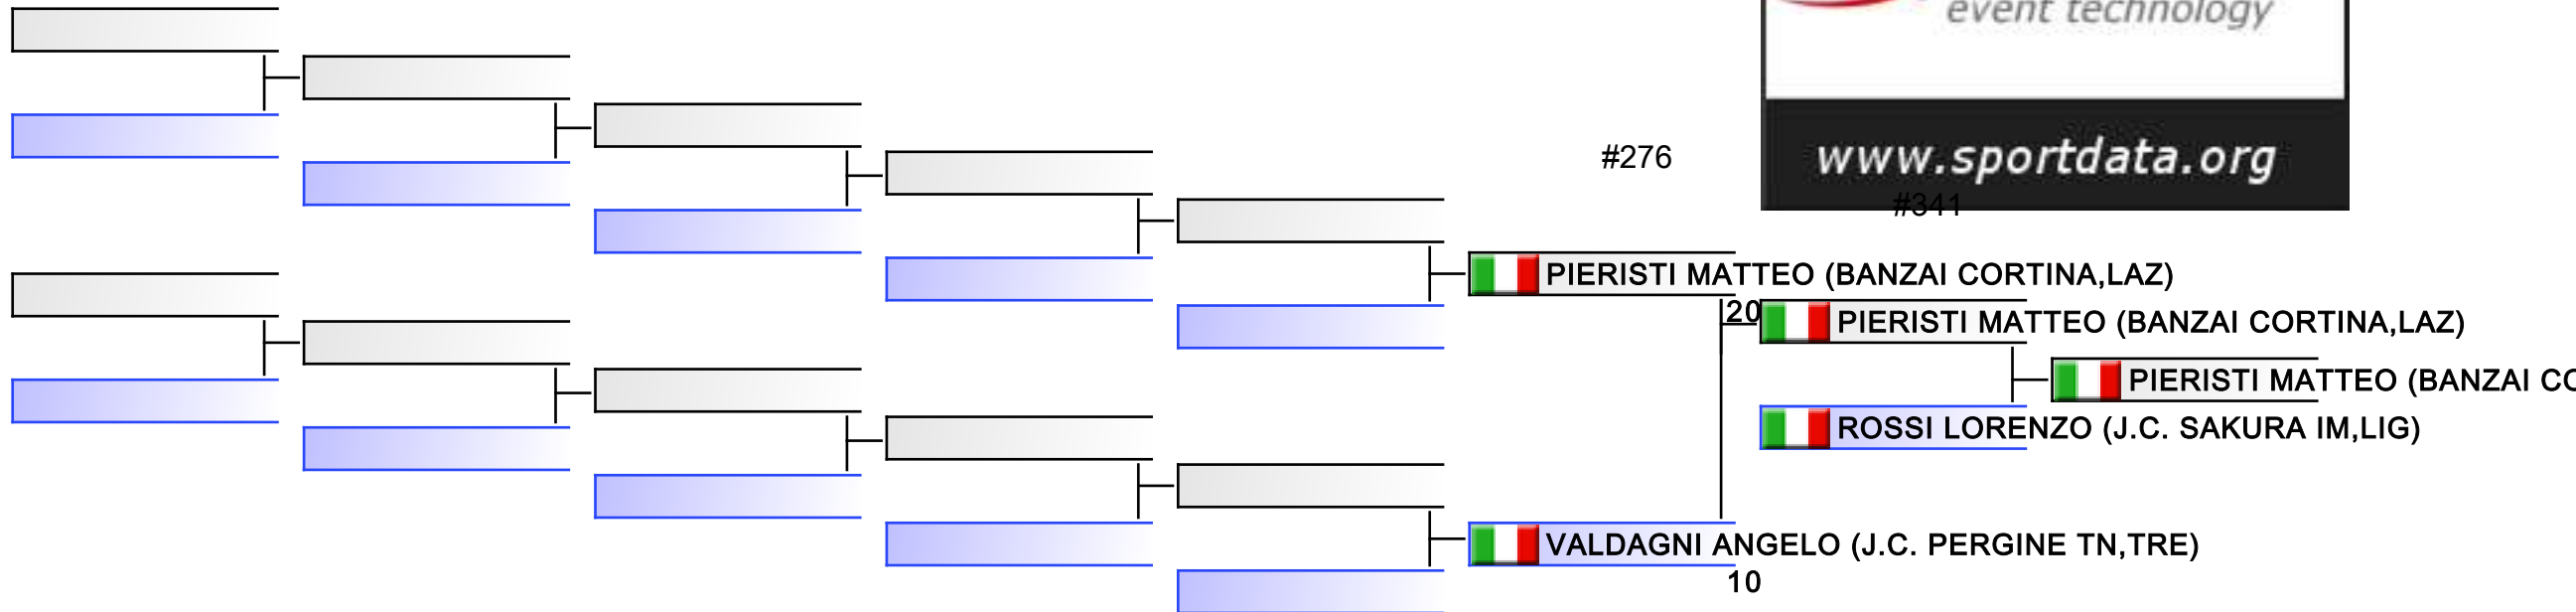 event technology
#276
www.sportdata.org
#341
PIERISTI MATTEO (BANZAI CORTINA,LAZ)
20
PIERISTI MATTEO (BANZAI CORTINA,LAZ)
PIERISTI MATTEO (BANZAI CO
ROSSI LORENZO (J.C. SAKURA IM,LIG)
VALDAGNI ANGELO (J.C. PERGINE TN,TRE)
10